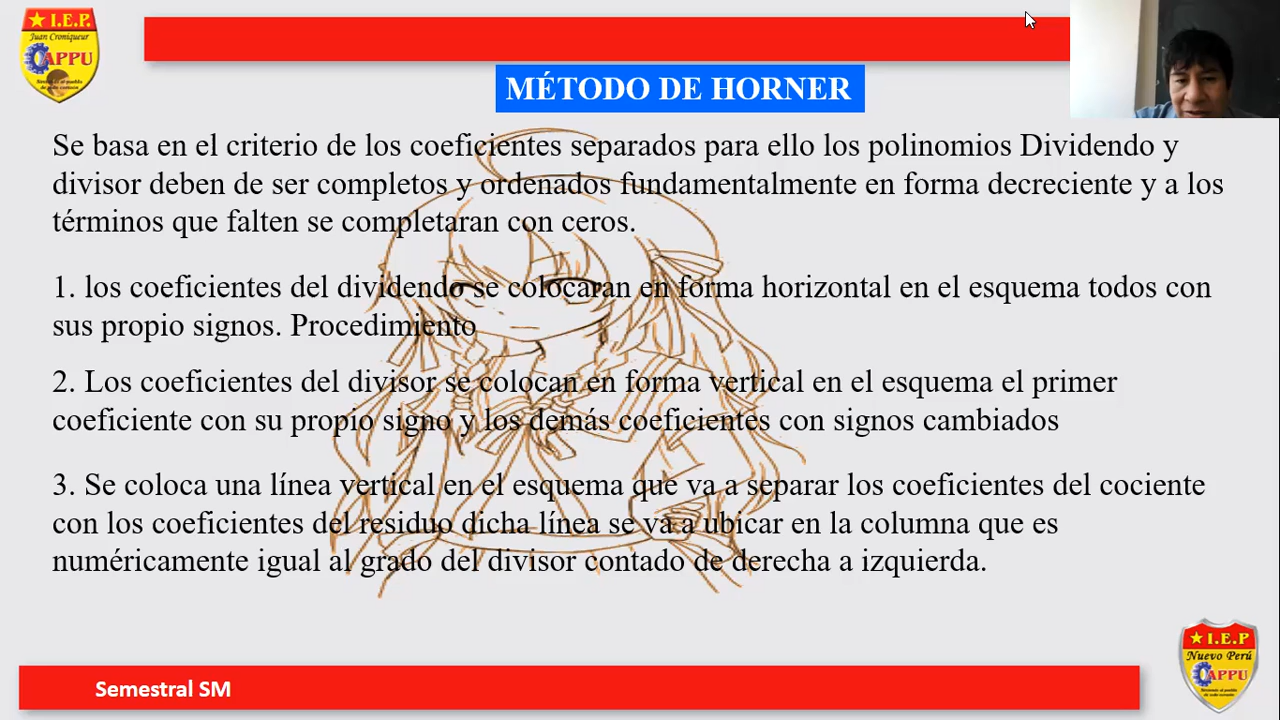 I.E.P.
Juan Croniqueur
APPU
MÉTODO DE HORNER
Se basa en el criterio de los coeficientes separados para ello los polinomios Dividendo y
divisor deben de ser completos y ordenados fundamentalmente en forma decreciente y a los
términos que falten se completaran con ceros.
1. los coeficientes del dividendo se colocaran en forma horizontal en el esquema todos con
sus propio signos. Procedimiento
2. Los coeficientes del divisor se colocan en forma vertical en el esquema el primer
coeficiente con su propio signo y los demás coeficientes con signos cambiados
3. Se coloca una línea vertical en el esquema que va a separar los coeficientes del cociente
con los coeficientes del residuo dicha línea se va a ubicar en la columna que es
numéricamente igual al grado del divisor contado de derecha a izquierda.
Semestral SM
I.E.P
Nuevo Perú
APPU